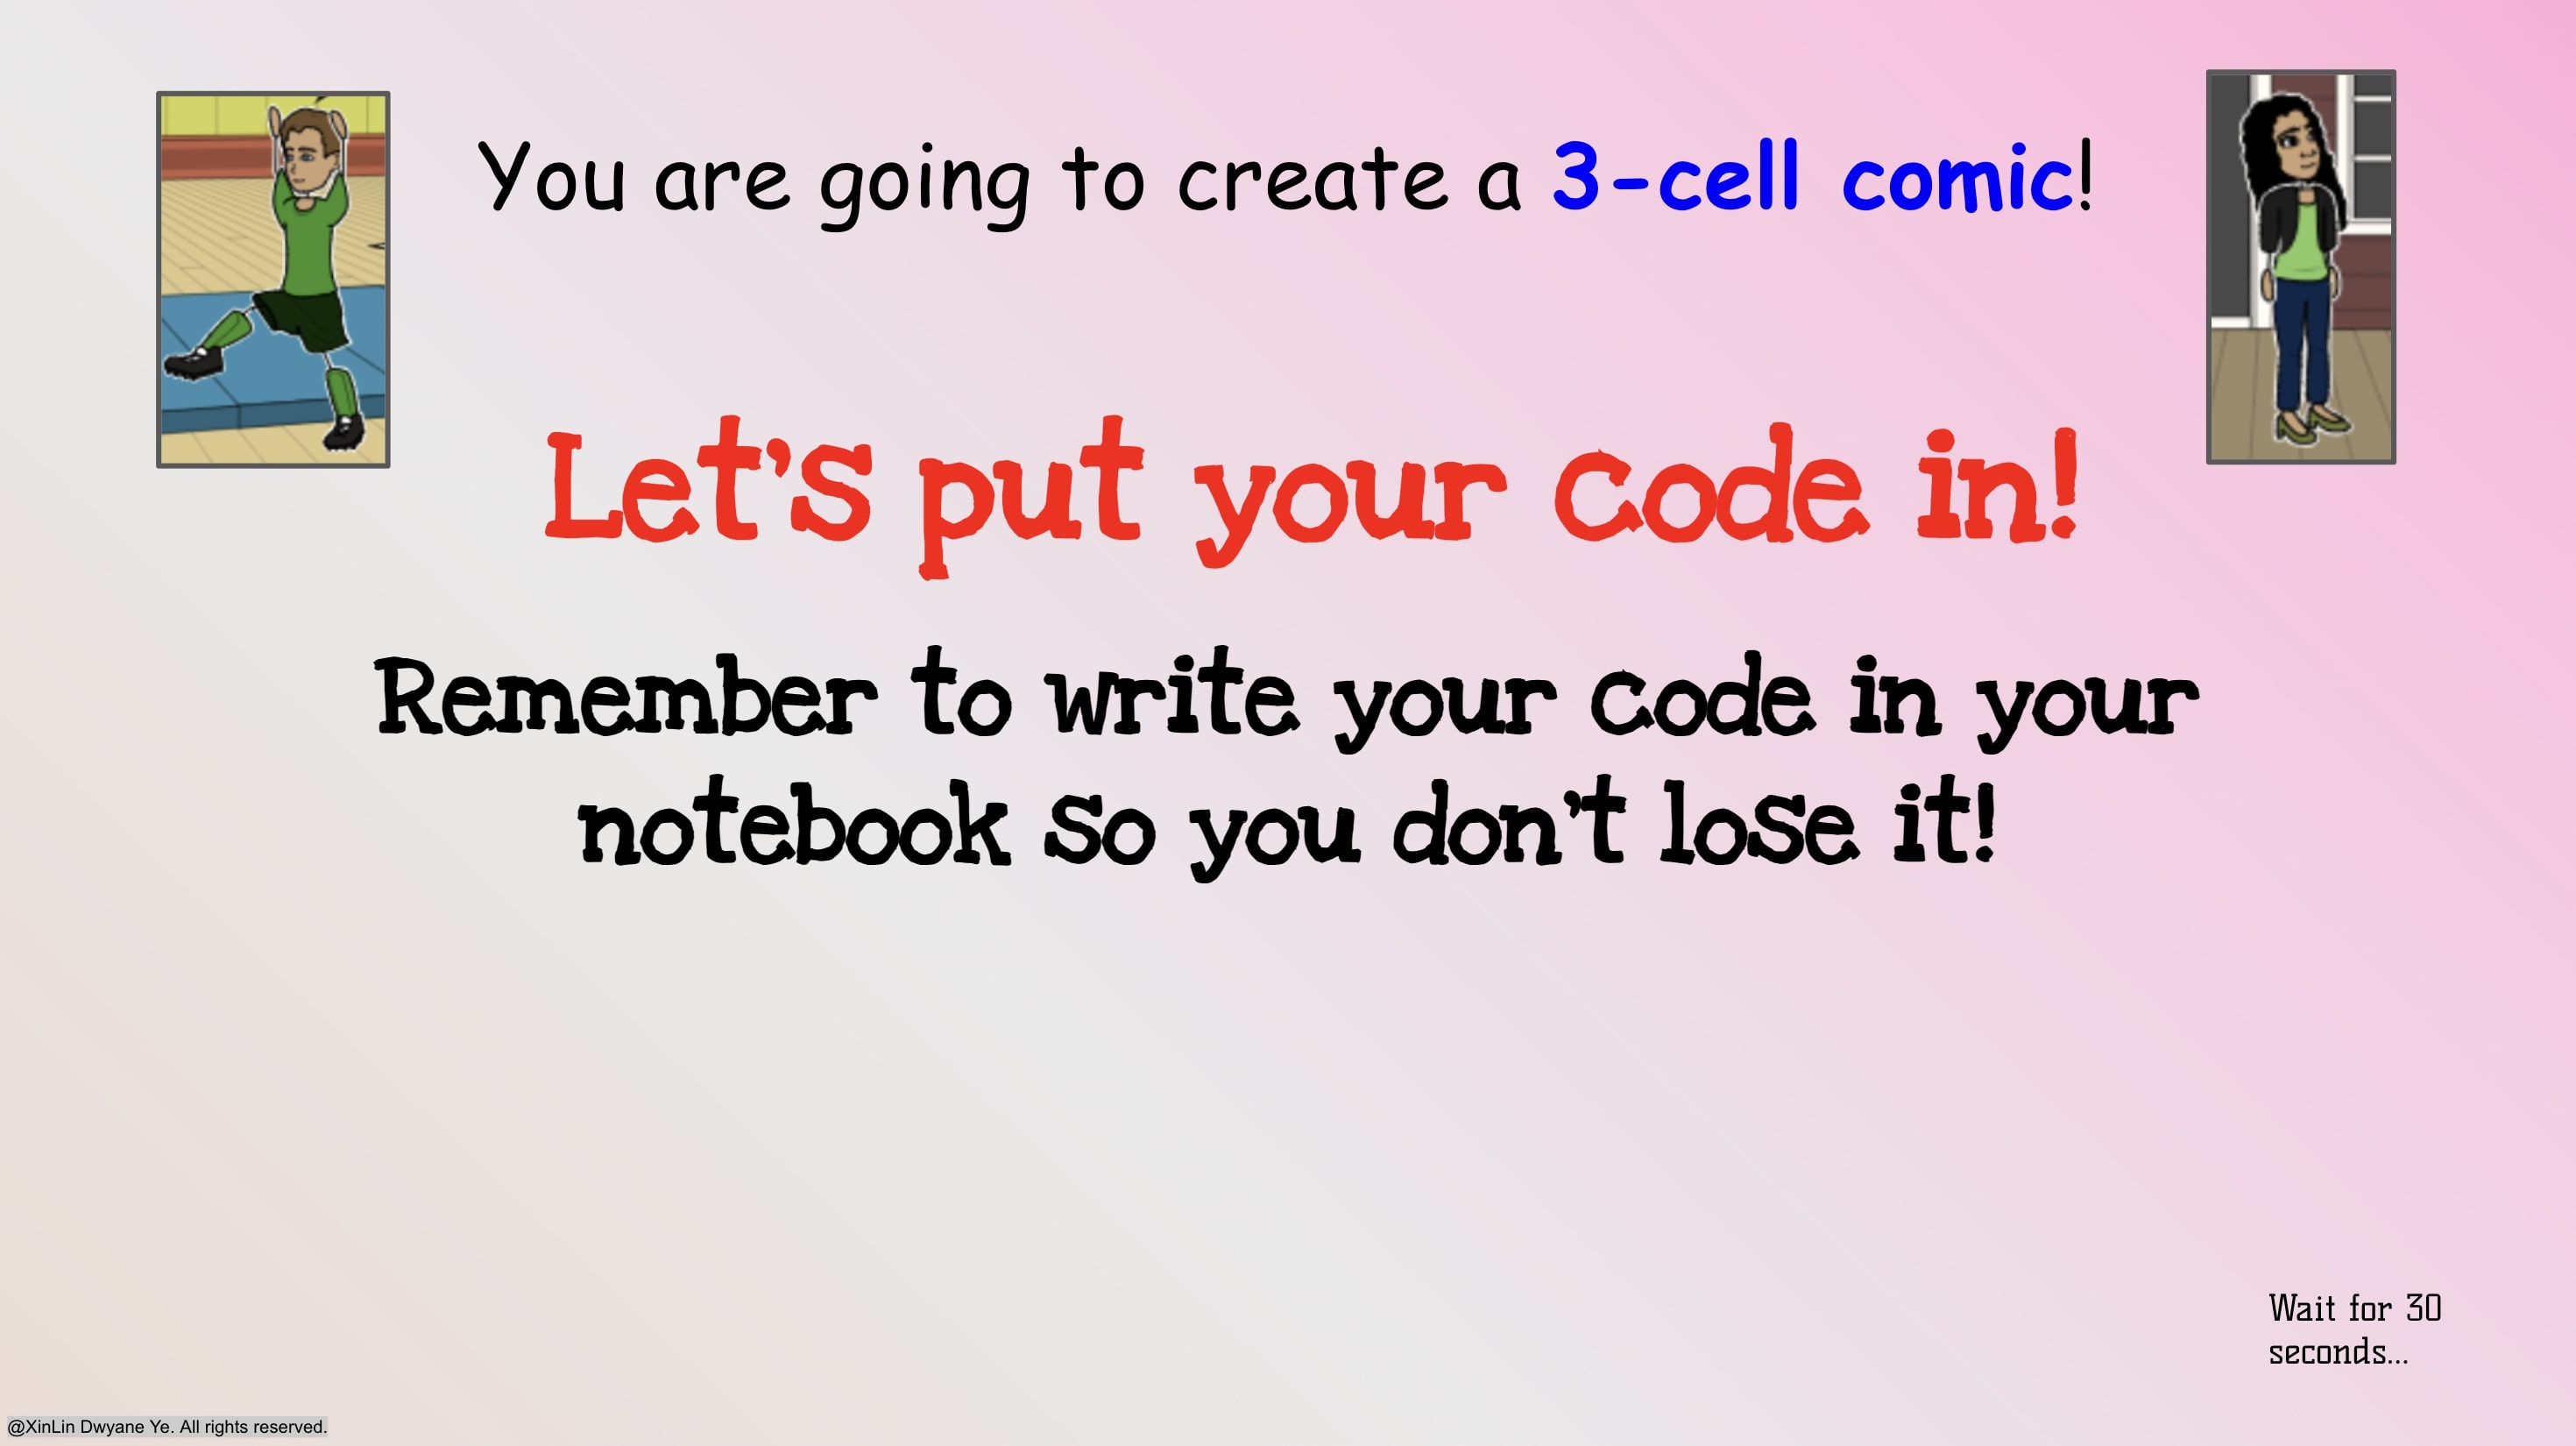 You are going to create a 3-cell comic!
Let's put your code in!
Remember to write your code in your
notebook so you don't lose it!
Wait for 30
seconds...
@XinLin Dwyane Ye. All rights reserved.